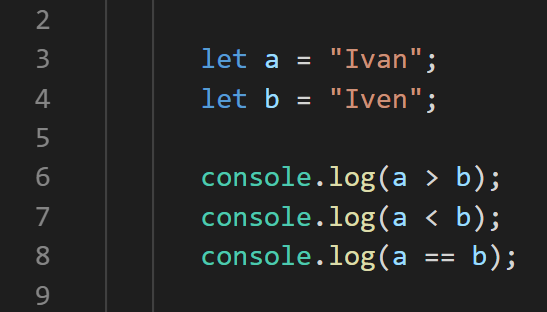 2
3 let a = "Ivan";
4 let b = "Iven";
5
6 console.log(a > b);
7 console.log(a < b);
8 console.log(a == b);
9